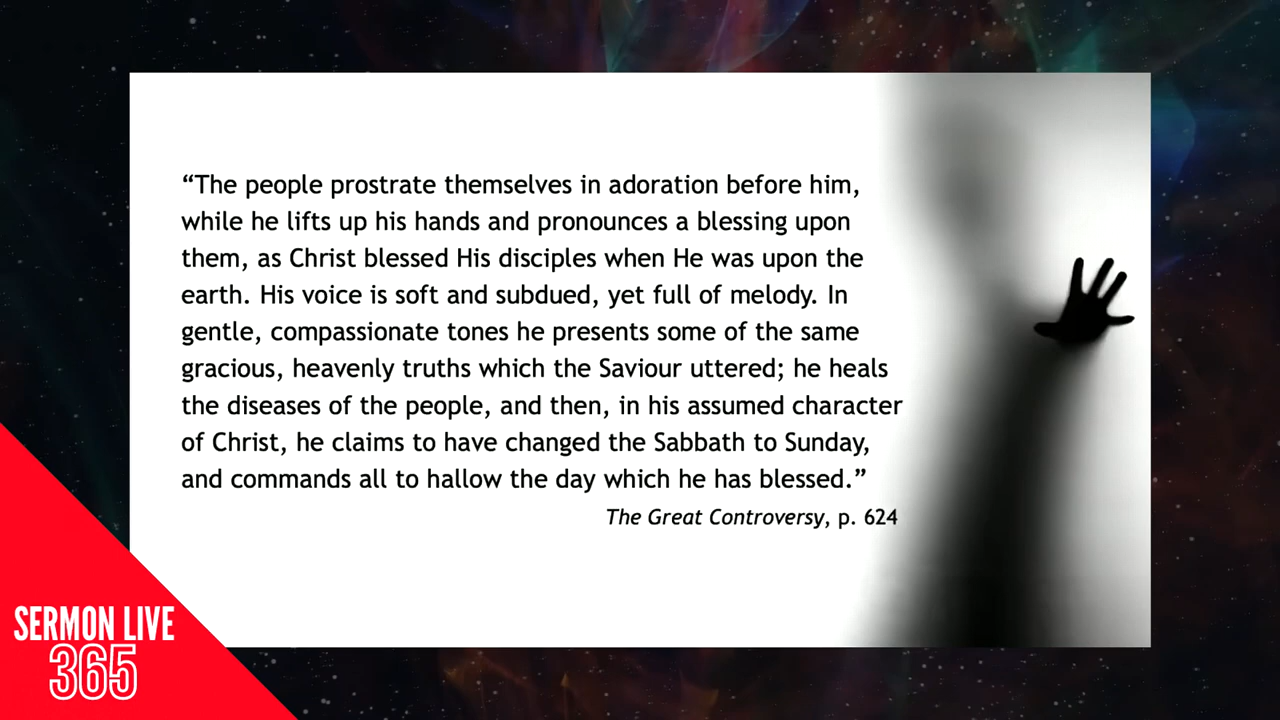 “The people prostrate themselves in adoration before him,
while he lifts up his hands and pronounces a blessing upon
them, as Christ blessed His disciples when He was upon the
earth. His voice is soft and subdued, yet full of melody. In
gentle, compassionate tones he presents some of the same
gracious, heavenly truths which the Saviour uttered; he heals
the diseases of the people, and then, in his assumed character
of Christ, he claims to have changed the Sabbath to Sunday,
and commands all to hallow the day which he has blessed.”
The Great Controversy, p. 624
SERMON LIVE
365